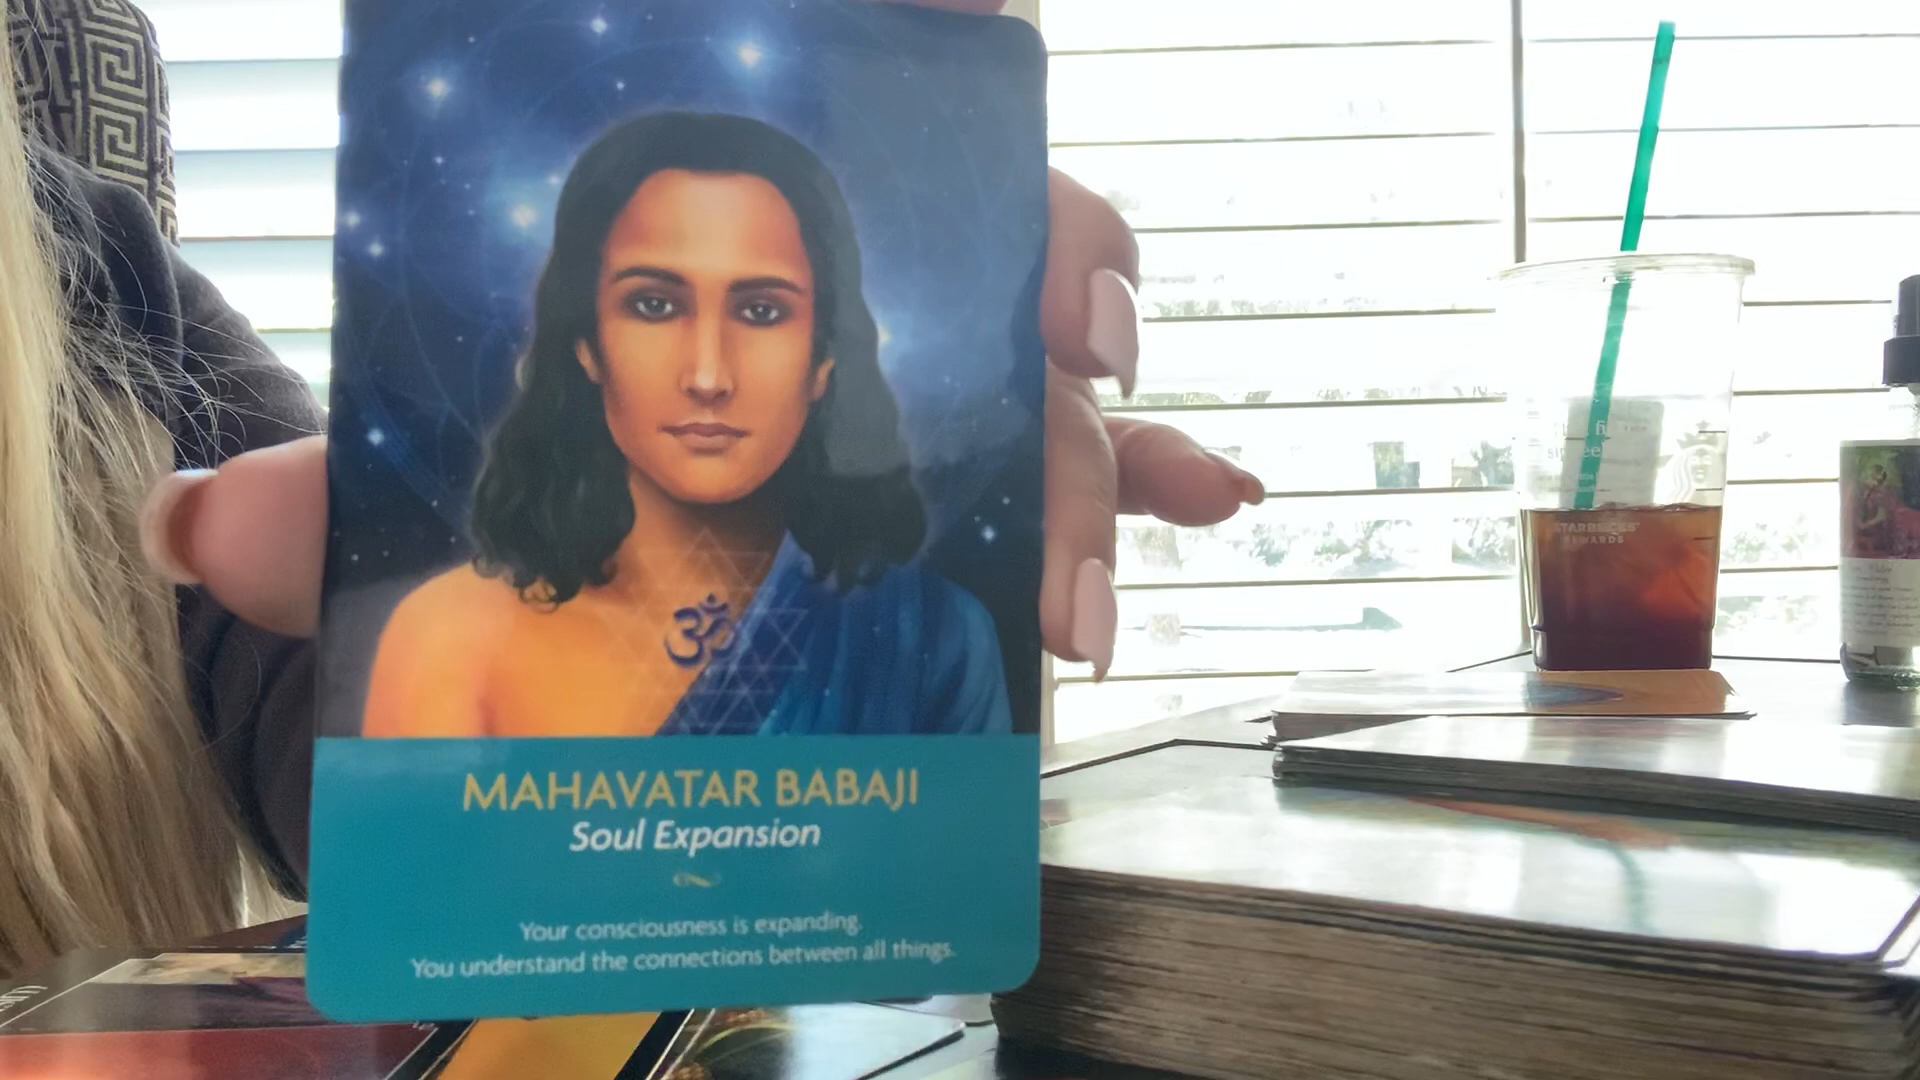 ॐ
MAHAVATAR BABAJI
Soul Expansion
Your consciousness is expanding.
You understand the connections between all things.
STARBUCKS
REWARDS